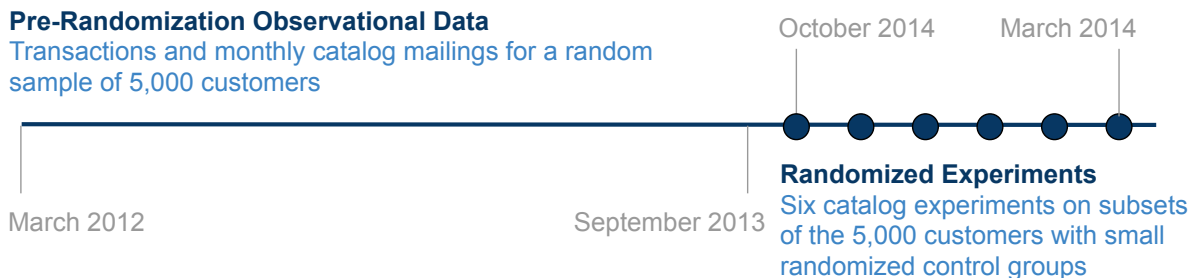 Pre-Randomization Observational Data
Transactions and monthly catalog mailings for a random
sample of 5,000 customers
October 2014
March 2014
March 2012
September 2013
Randomized Experiments
Six catalog experiments on subsets
of the 5,000 customers with small
randomized control groups